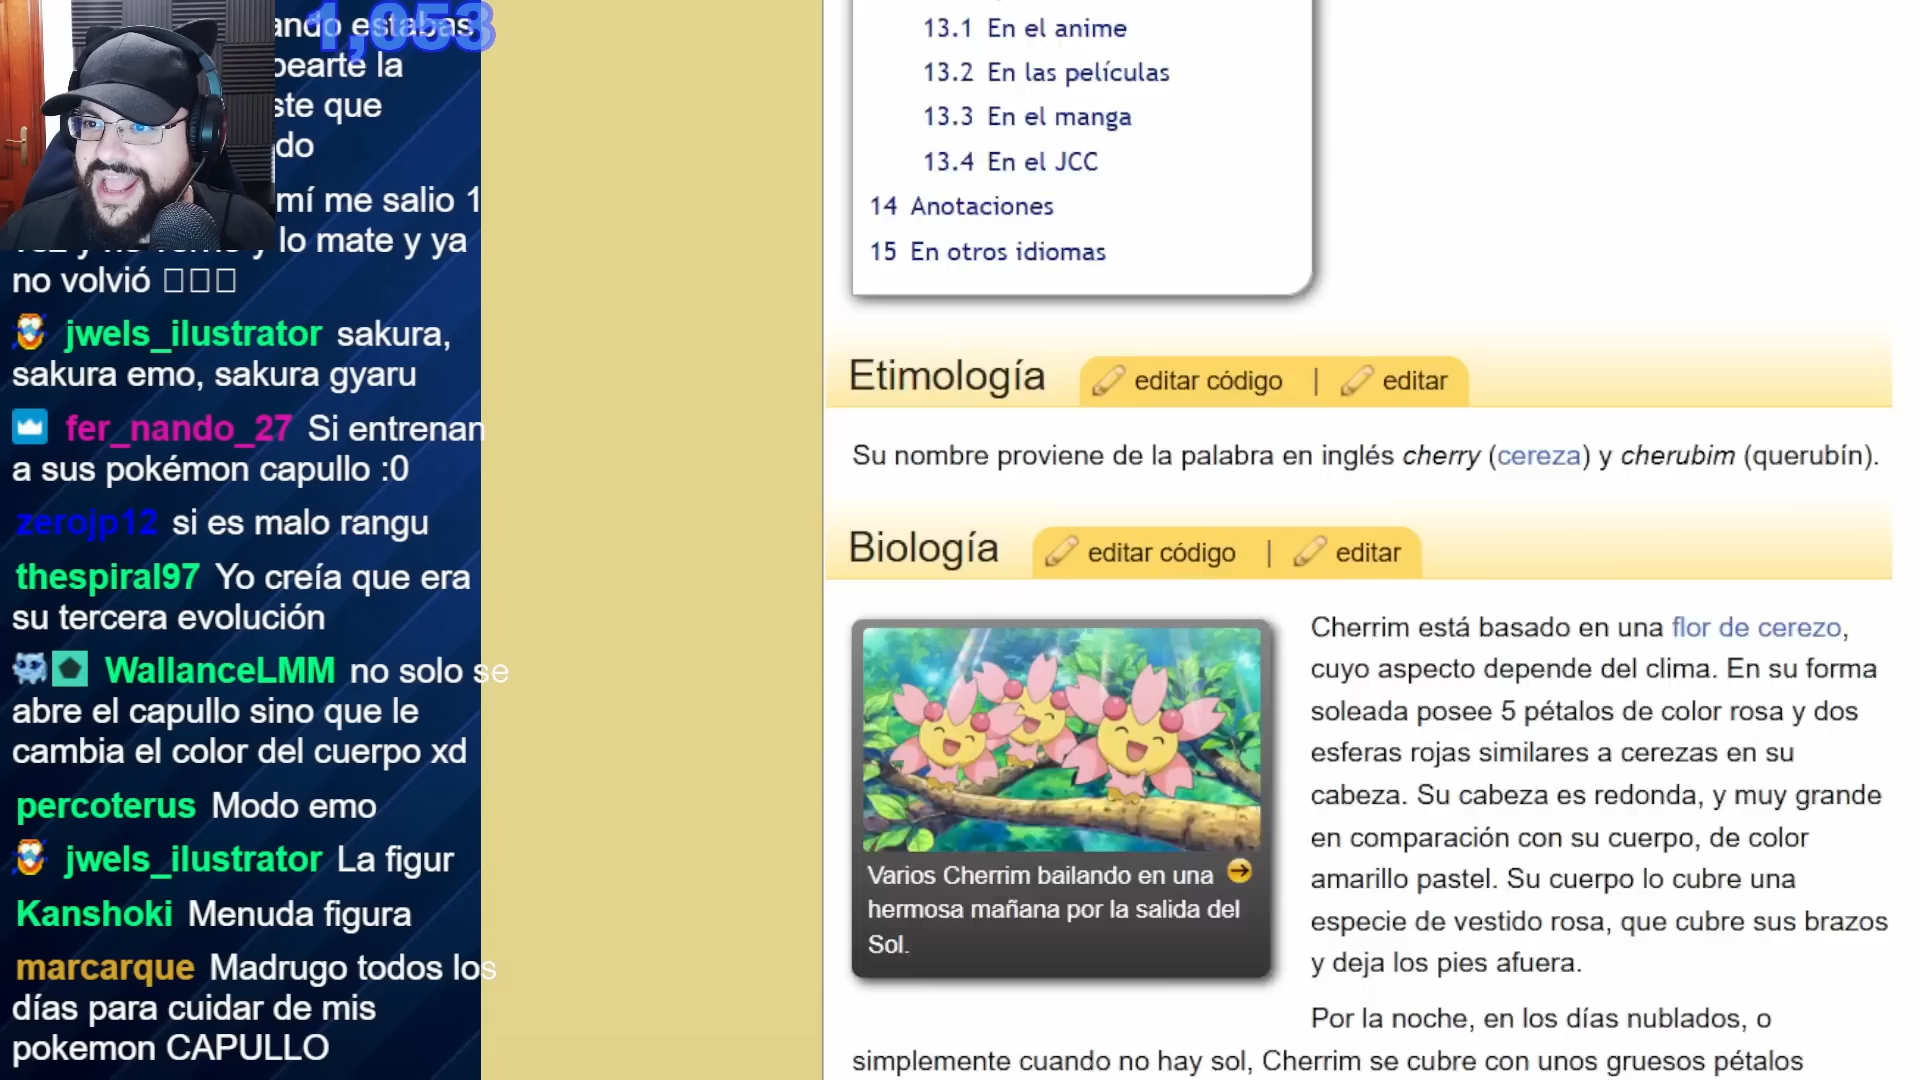 1,053
ando estabas
pearte la
ste que
do
mí me salio 1
lo mate y ya
no volvió
jwels_ilustrator sakura,
sakura emo, sakura gyaru
fer_nando_27 Si entrenan
a sus pokémon capullo :0
zerojp12 si es malo rangu
thespiral97 Yo creía que era
su tercera evolución
WallanceLMM no solo se
abre el capullo sino que le
cambia el color del cuerpo xd
percoterus Modo emo
jwels_ilustrator La figur
Kanshoki Menuda figura
marcarque Madrugo todos los
días para cuidar de mis
pokemon CAPULLO
13.1 En el anime
13.2 En las películas
13.3 En el manga
13.4 En el JCC
14 Anotaciones
15 En otros idiomas
Etimología editar código | editar
Su nombre proviene de la palabra en inglés cherry (cereza) y cherubim (querubín).
Biología editar código | editar
Varios Cherrim bailando en una
hermosa mañana por la salida del
Sol.
Cherrim está basado en una flor de cerezo,
cuyo aspecto depende del clima. En su forma
soleada posee 5 pétalos de color rosa y dos
esferas rojas similares a cerezas en su
cabeza. Su cabeza es redonda, y muy grande
en comparación con su cuerpo, de color
amarillo pastel. Su cuerpo lo cubre una
especie de vestido rosa, que cubre sus brazos
y deja los pies afuera.
Por la noche, en los días nublados, o
simplemente cuando no hay sol, Cherrim se cubre con unos gruesos pétalos